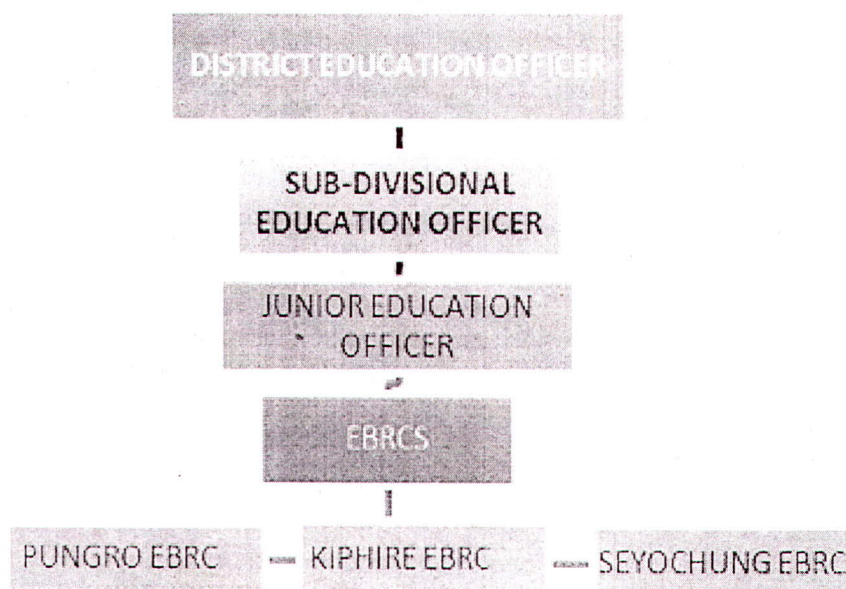 DISTRICT EDUCATION OFFICER
SUB-DIVISIONAL
EDUCATION OFFICER
JUNIOR EDUCATION
OFFICER
EBRCS
PUNGRO EBRC
KIPHIRE EBRC
SEYOCHUNG EBRC